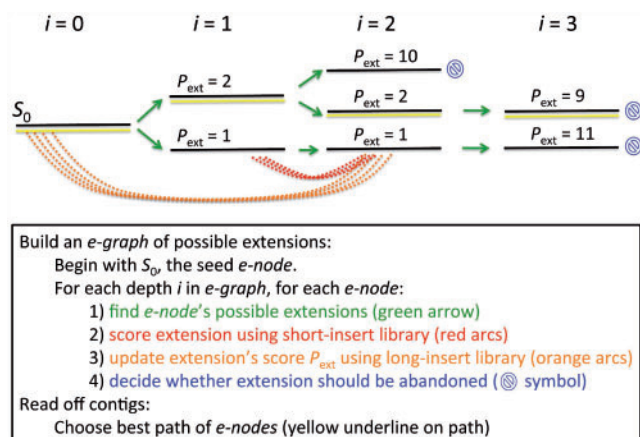 i = 0 i = 1 i = 2 i = 3
P_ext = 10
P_ext = 2
S_0
P_ext = 2 P_ext = 9
P_ext = 1 P_ext = 1 P_ext = 11
Build an e-graph of possible extensions:
Begin with S_0, the seed e-node.
For each depth i in e-graph, for each e-node:
1) find e-node's possible extensions (green arrow)
2) score extension using short-insert library (red arcs)
3) update extension's score P_ext using long-insert library (orange arcs)
4) decide whether extension should be abandoned (🛇 symbol)
Read off contigs:
Choose best path of e-nodes (yellow underline on path)